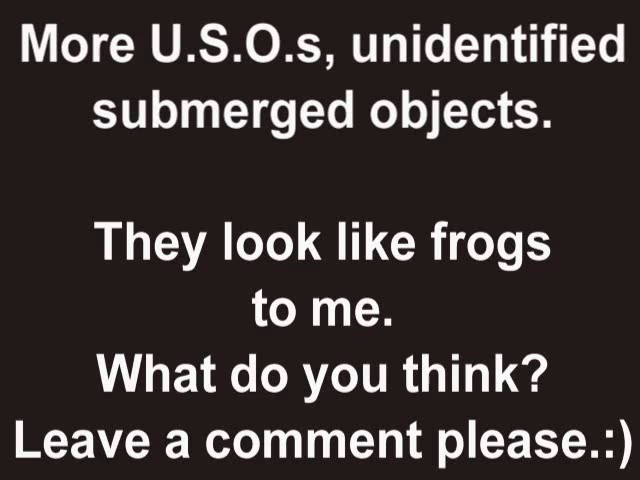 More U.S.O.s, unidentified
submerged objects.
They look like frogs
to me.
What do you think?
Leave a comment please.:)